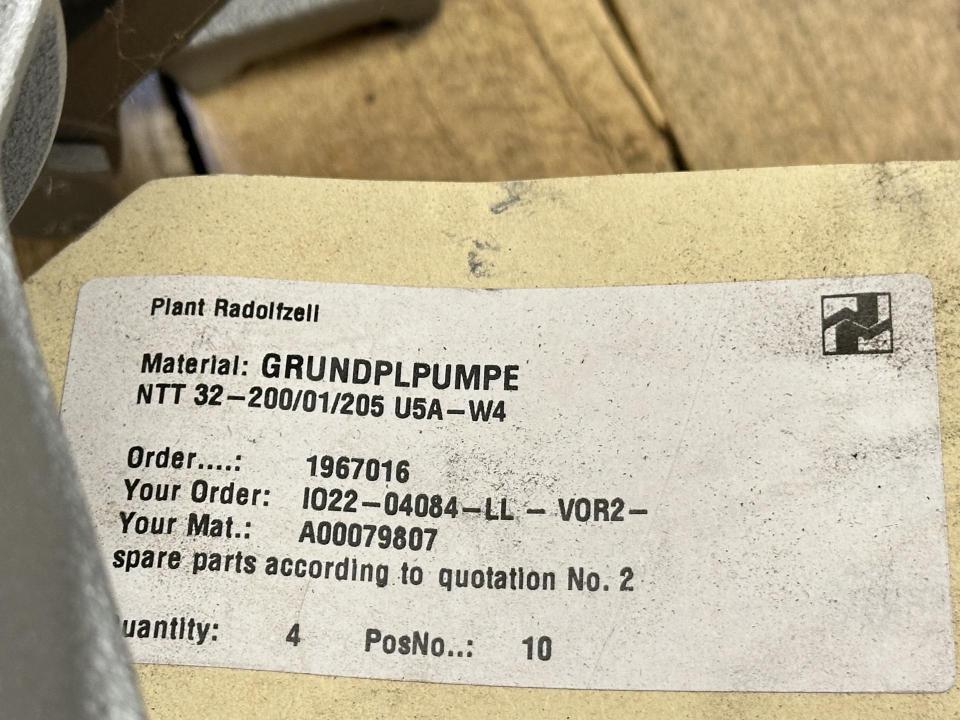 Plant Radolfzell
Material: GRUNDPLPUMPE
NTT 32-200/01/205 U5A-W4
Order....: 1967016
Your Order: IO22-04084-LL - VOR2-
Your Mat.: A00079807
spare parts according to quotation No. 2
uantity: 4 PosNo..: 10